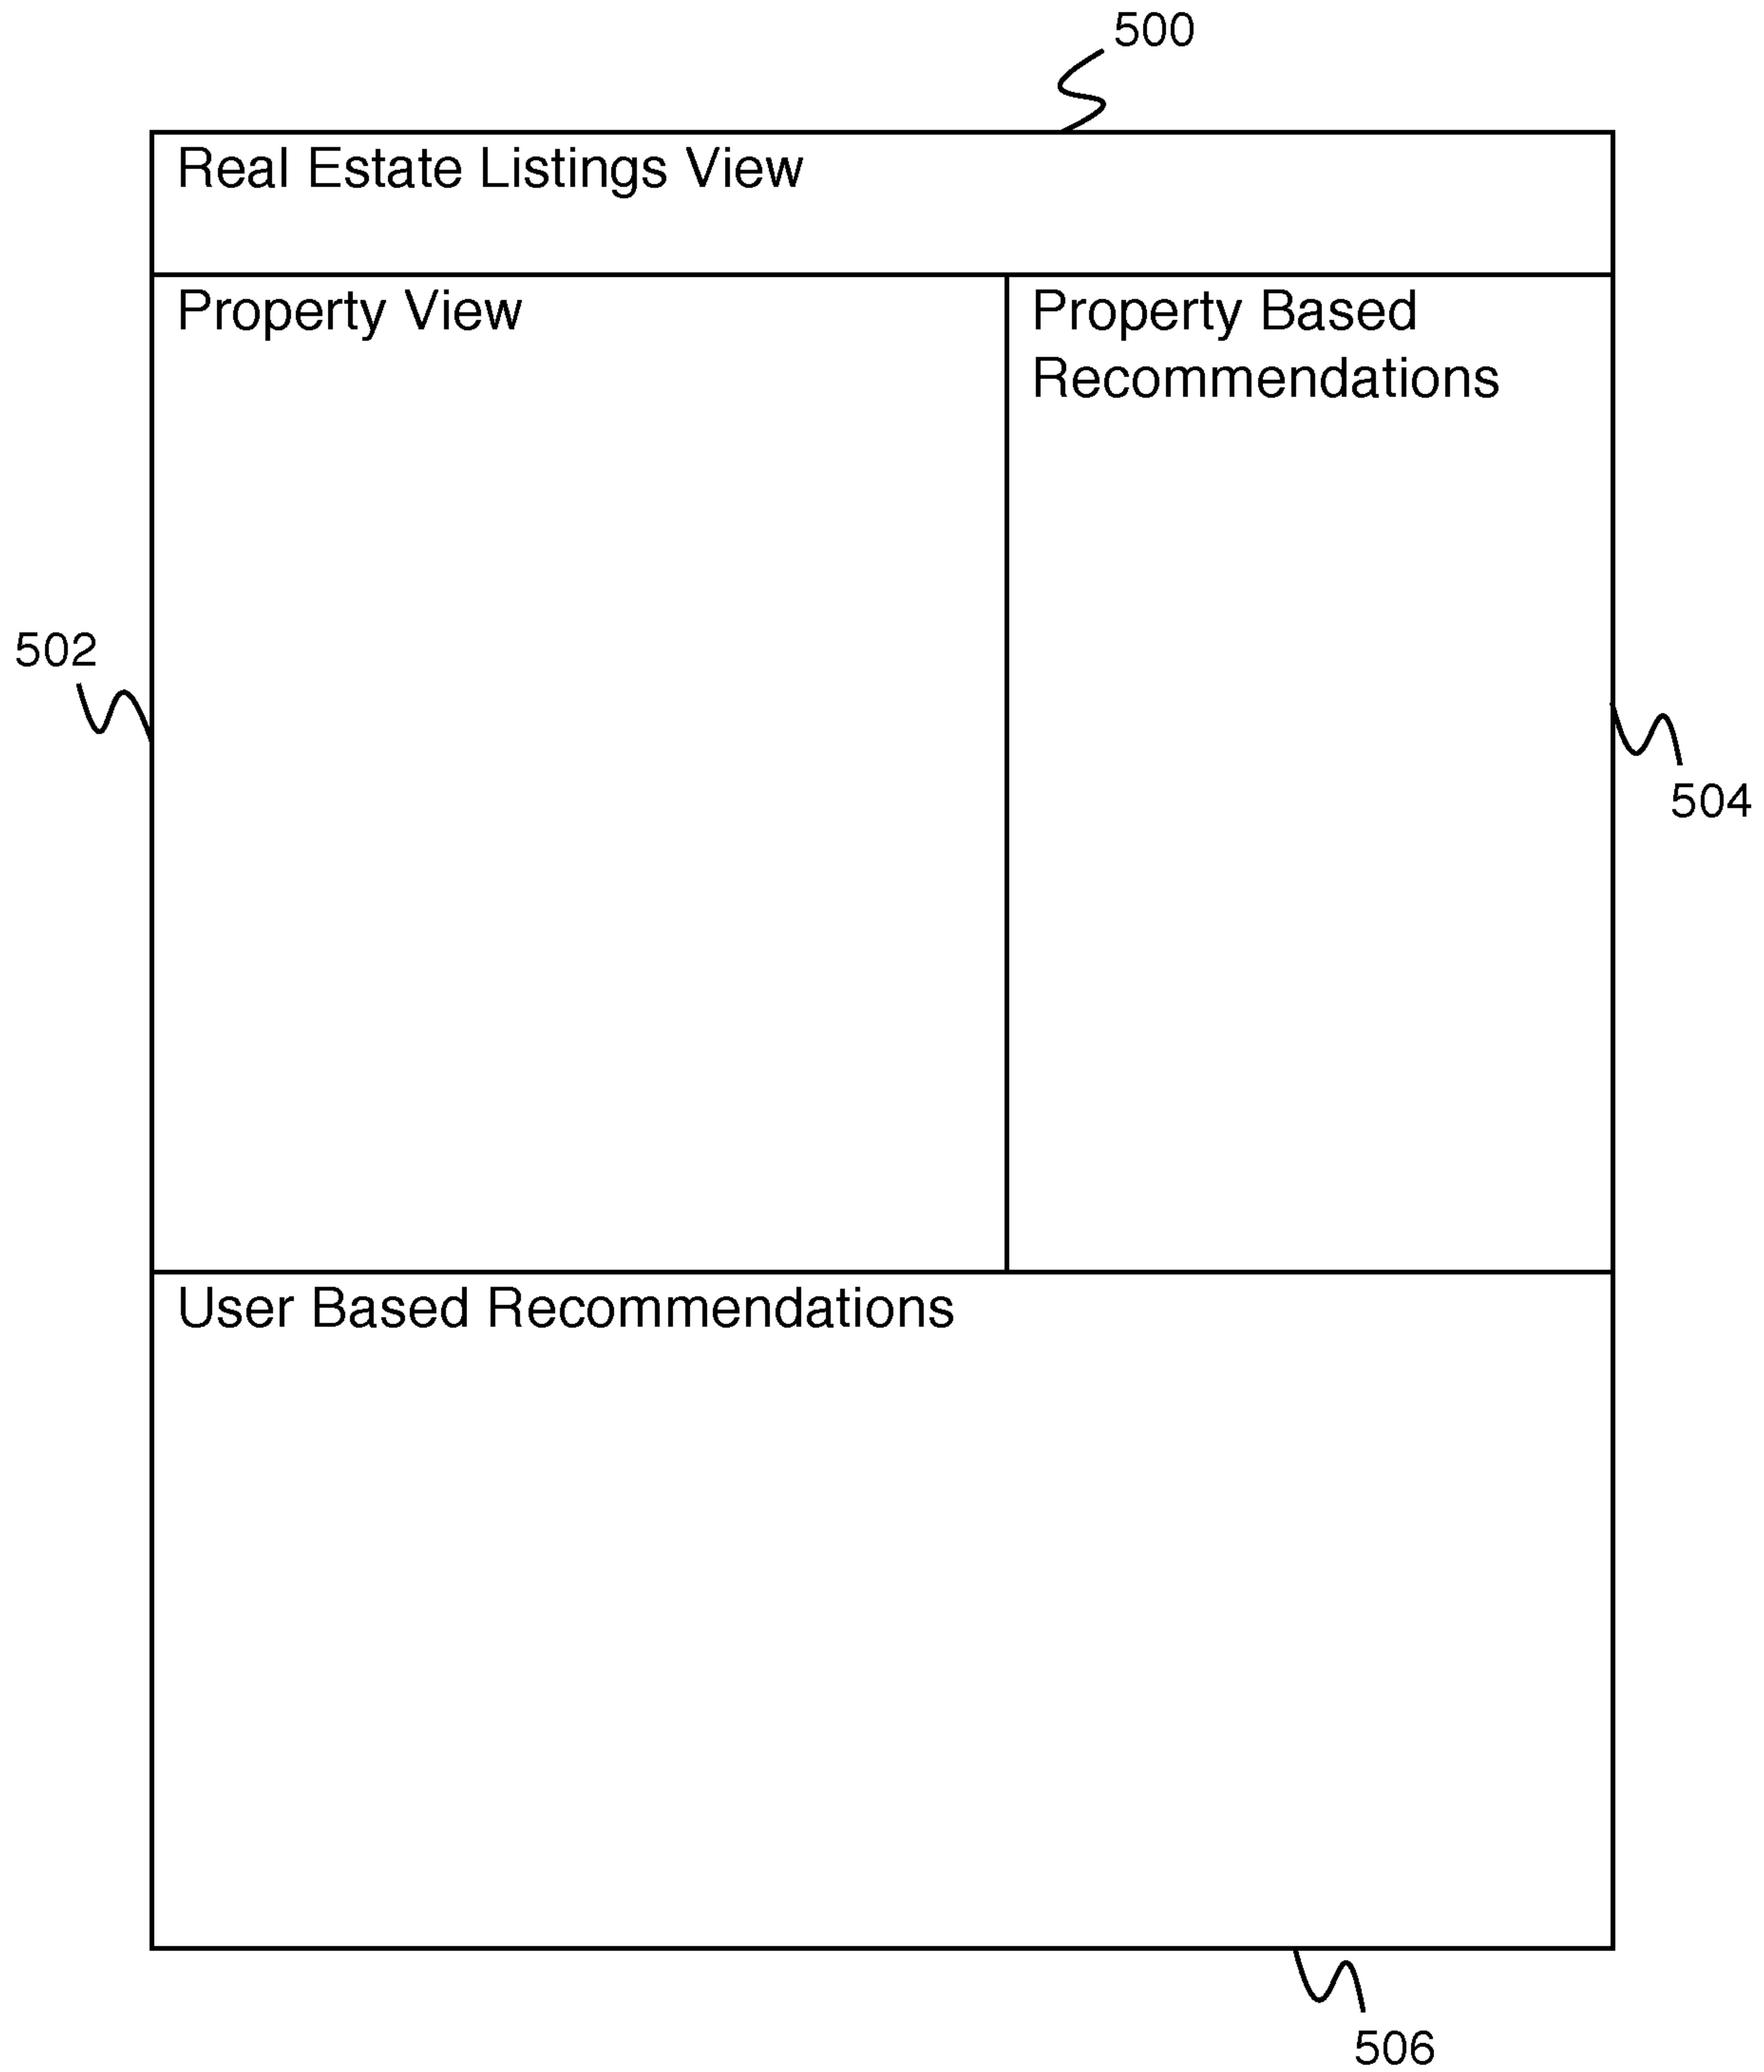 500
Real Estate Listings View
Property View
Property Based
Recommendations
502
504
User Based Recommendations
506